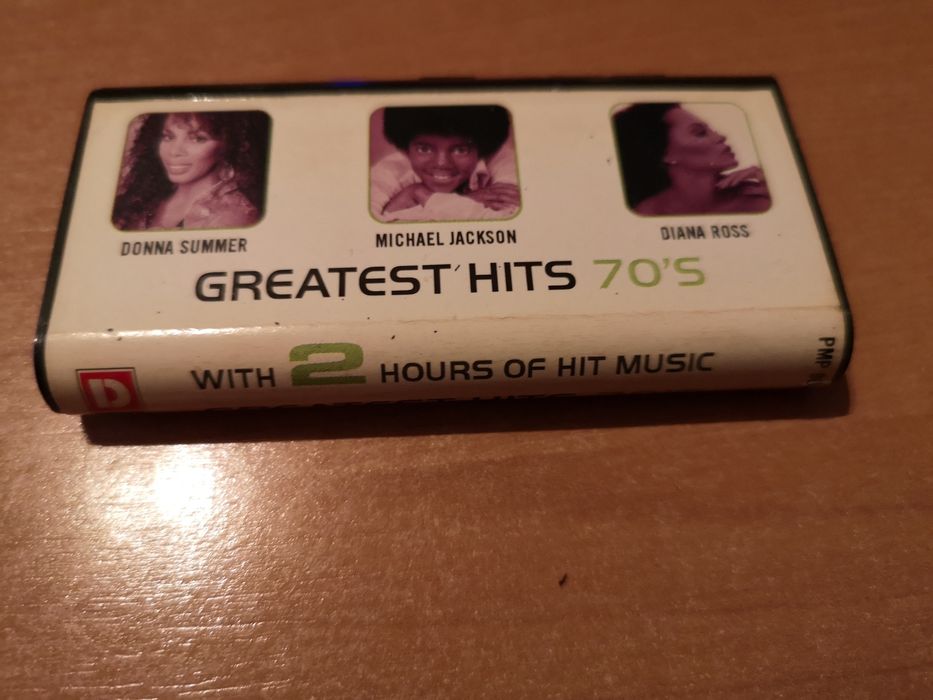 DONNA SUMMER
MICHAEL JACKSON
DIANA ROSS
GREATEST HITS 70'S
D
WITH 2 HOURS OF HIT MUSIC
PMP